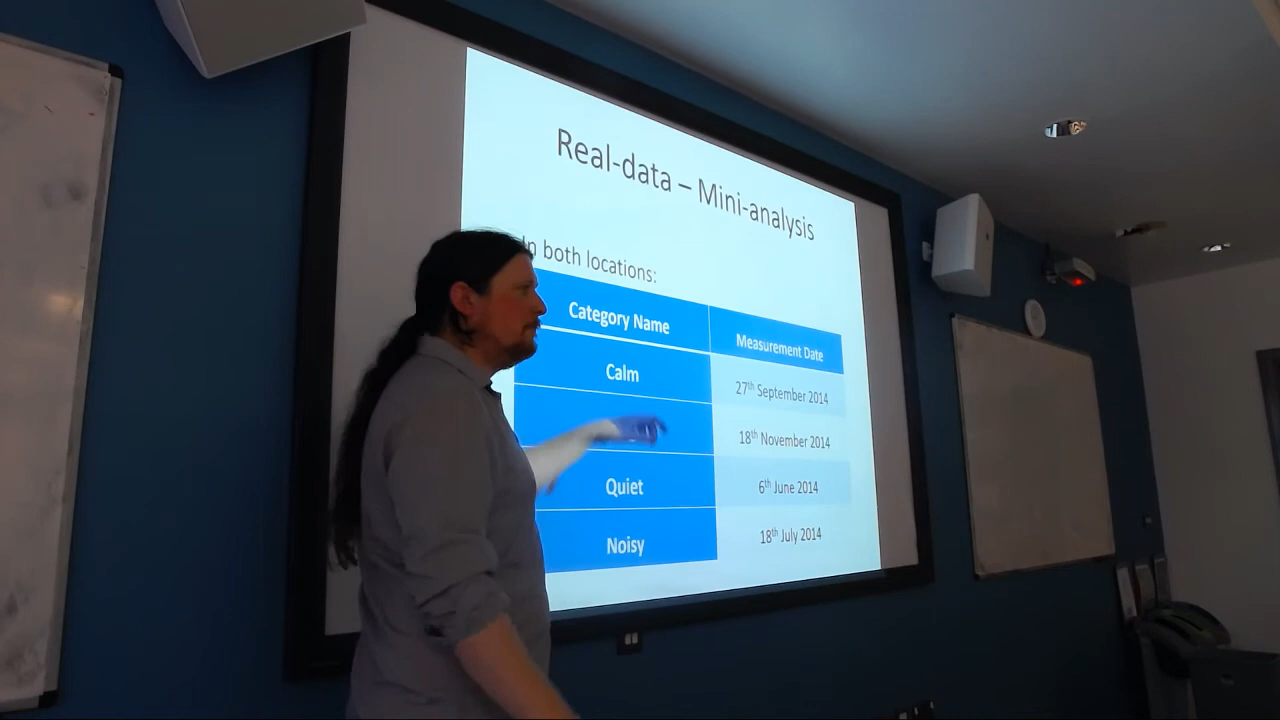 Real-data – Mini-analysis
In both locations:
Category Name Measurement Date
Calm 27th September 2014
18th November 2014
Quiet 6th June 2014
Noisy 18th July 2014